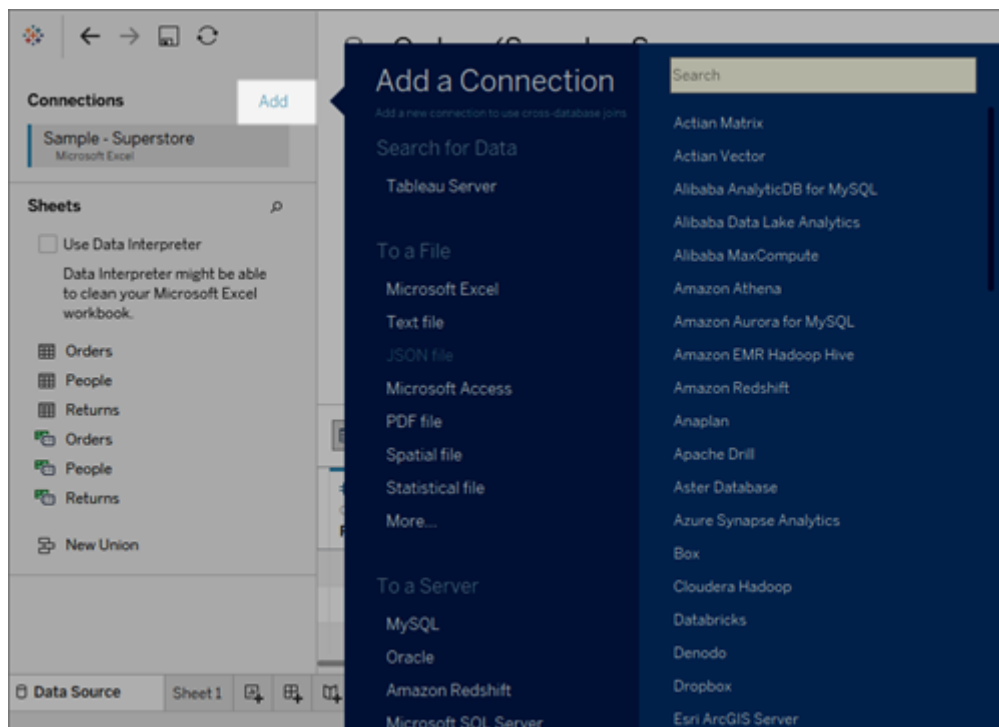 Connections
Add
Sample - Superstore
Microsoft Excel
Sheets
Use Data Interpreter
Data Interpreter might be able
to clean your Microsoft Excel
workbook.
Orders
People
Returns
Orders
People
Returns
New Union
Data Source
Sheet 1
Add a Connection
Add a new connection to use cross-database joins
Search for Data
Tableau Server
To a File
Microsoft Excel
Text file
JSON file
Microsoft Access
PDF file
Spatial file
Statistical file
More...
To a Server
MySQL
Oracle
Amazon Redshift
Microsoft SQL Server
Search
Actian Matrix
Actian Vector
Alibaba AnalyticDB for MySQL
Alibaba Data Lake Analytics
Alibaba MaxCompute
Amazon Athena
Amazon Aurora for MySQL
Amazon EMR Hadoop Hive
Amazon Redshift
Anaplan
Apache Drill
Aster Database
Azure Synapse Analytics
Box
Cloudera Hadoop
Databricks
Denodo
Dropbox
Esri ArcGIS Server